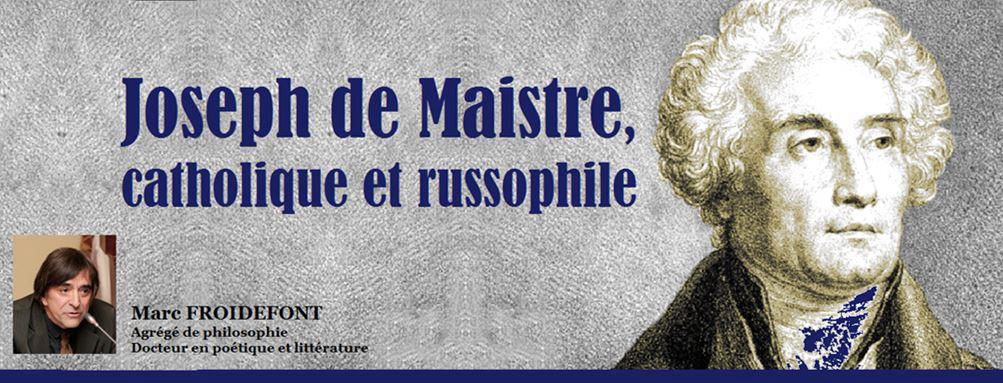 Joseph de Maistre,
catholique et russophile
Marc FROIDEFONT
Agrégé de philosophie
Docteur en poétique et littérature